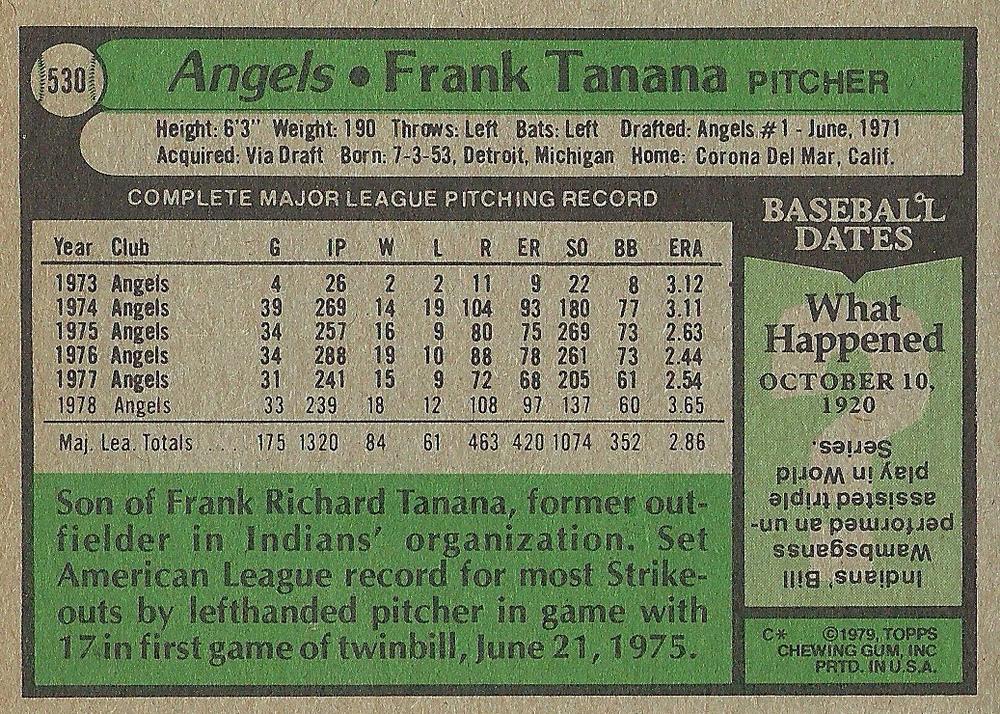 530
Angels • Frank Tanana PITCHER
Height: 6'3" Weight: 190 Throws: Left Bats: Left Drafted: Angels #1 - June, 1971
Acquired: Via Draft Born: 7-3-53, Detroit, Michigan Home: Corona Del Mar, Calif.
COMPLETE MAJOR LEAGUE PITCHING RECORD
Year Club G IP W L R ER SO BB ERA
1973 Angels 4 26 2 2 11 9 22 8 3.12
1974 Angels 39 269 14 19 104 93 180 77 3.11
1975 Angels 34 257 16 9 80 75 269 73 2.63
1976 Angels 34 288 19 10 88 78 261 73 2.44
1977 Angels 31 241 15 9 72 68 205 61 2.54
1978 Angels 33 239 18 12 108 97 137 60 3.65
Maj. Lea. Totals .... 175 1320 84 61 463 420 1074 352 2.86
Son of Frank Richard Tanana, former out-
fielder in Indians' organization. Set
American League record for most Strike-
outs by lefthanded pitcher in game with
17 in first game of twinbill, June 21, 1975.
BASEBALL
DATES
What
Happened
OCTOBER 10,
1920
Indians' Bill
Wambsganss
performed an un-
assisted triple
play in World
Series.
C* ©1979, TOPPS
CHEWING GUM, INC
PRTD. IN U.S.A.